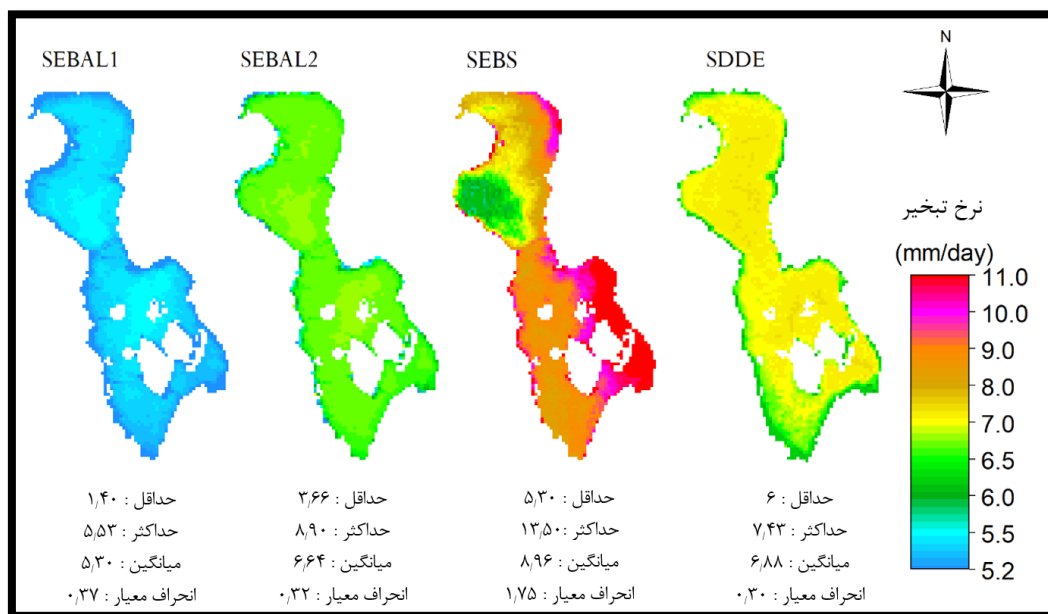 N
SEBAL1 SEBAL2 SEBS SDDE
نرخ تبخیر
(mm/day)
11.0
10.0
9.0
8.0
7.0
6.5
6.0
5.5
5.2
حداقل : ۱٫۴۰
حداکثر : ۵٫۵۳
میانگین : ۵٫۳۰
انحراف معیار : ۰٫۳۷
حداقل : ۳٫۶۶
حداکثر : ۸٫۹۰
میانگین : ۶٫۶۴
انحراف معیار : ۰٫۳۲
حداقل : ۵٫۳۰
حداکثر : ۱۳٫۵۰
میانگین : ۸٫۹۶
انحراف معیار : ۱٫۷۵
حداقل : ۶
حداکثر : ۷٫۴۳
میانگین : ۶٫۸۸
انحراف معیار : ۰٫۳۰